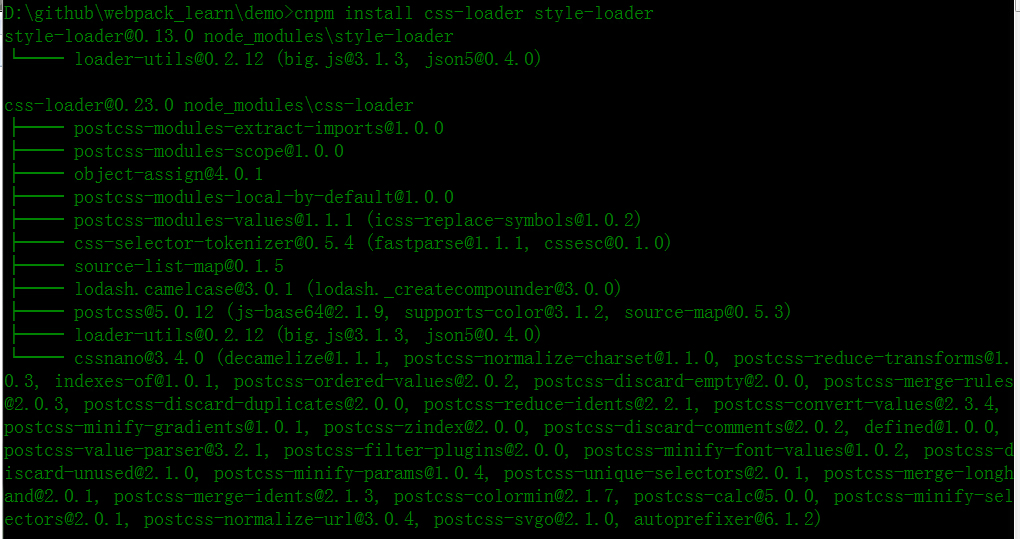 D:\github\webpack_learn\demo>cnpm install css-loader style-loader
style-loader@0.13.0 node_modules\style-loader
└── loader-utils@0.2.12 (big.js@3.1.3, json5@0.4.0)
css-loader@0.23.0 node_modules\css-loader
├── postcss-modules-extract-imports@1.0.0
├── postcss-modules-scope@1.0.0
├── object-assign@4.0.1
├── postcss-modules-local-by-default@1.0.0
├── postcss-modules-values@1.1.1 (icss-replace-symbols@1.0.2)
├── css-selector-tokenizer@0.5.4 (fastparse@1.1.1, cssesc@0.1.0)
├── source-list-map@0.1.5
├── lodash.camelcase@3.0.1 (lodash._createcompounder@3.0.0)
├── postcss@5.0.12 (js-base64@2.1.9, supports-color@3.1.2, source-map@0.5.3)
├── loader-utils@0.2.12 (big.js@3.1.3, json5@0.4.0)
└── cssnano@3.4.0 (decamelize@1.1.1, postcss-normalize-charset@1.1.0, postcss-reduce-transforms@1.
0.3, indexes-of@1.0.1, postcss-ordered-values@2.0.2, postcss-discard-empty@2.0.0, postcss-merge-rules
@2.0.3, postcss-discard-duplicates@2.0.0, postcss-reduce-idents@2.2.1, postcss-convert-values@2.3.4,
postcss-minify-gradients@1.0.1, postcss-zindex@2.0.0, postcss-discard-comments@2.0.2, defined@1.0.0,
postcss-value-parser@3.2.1, postcss-filter-plugins@2.0.0, postcss-minify-font-values@1.0.2, postcss-d
iscard-unused@2.1.0, postcss-minify-params@1.0.4, postcss-unique-selectors@2.0.1, postcss-merge-longh
and@2.0.1, postcss-merge-idents@2.1.3, postcss-colormin@2.1.7, postcss-calc@5.0.0, postcss-minify-sel
ectors@2.0.1, postcss-normalize-url@3.0.4, postcss-svgo@2.1.0, autoprefixer@6.1.2)